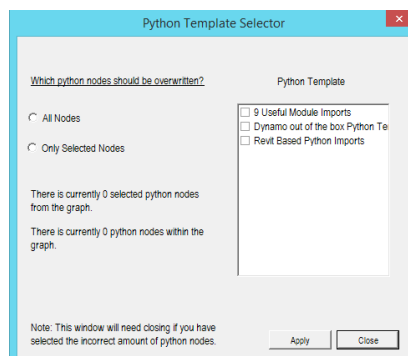 Python Template Selector
x
Which python nodes should be overwritten?
All Nodes
Only Selected Nodes
There is currently 0 selected python nodes
from the graph.
There is currently 0 python nodes within the
graph.
Note: This window will need closing if you have
selected the incorrect amount of python nodes.
Python Template
9 Useful Module Imports
Dynamo out of the box Python Te
Revit Based Python Imports
Apply
Close